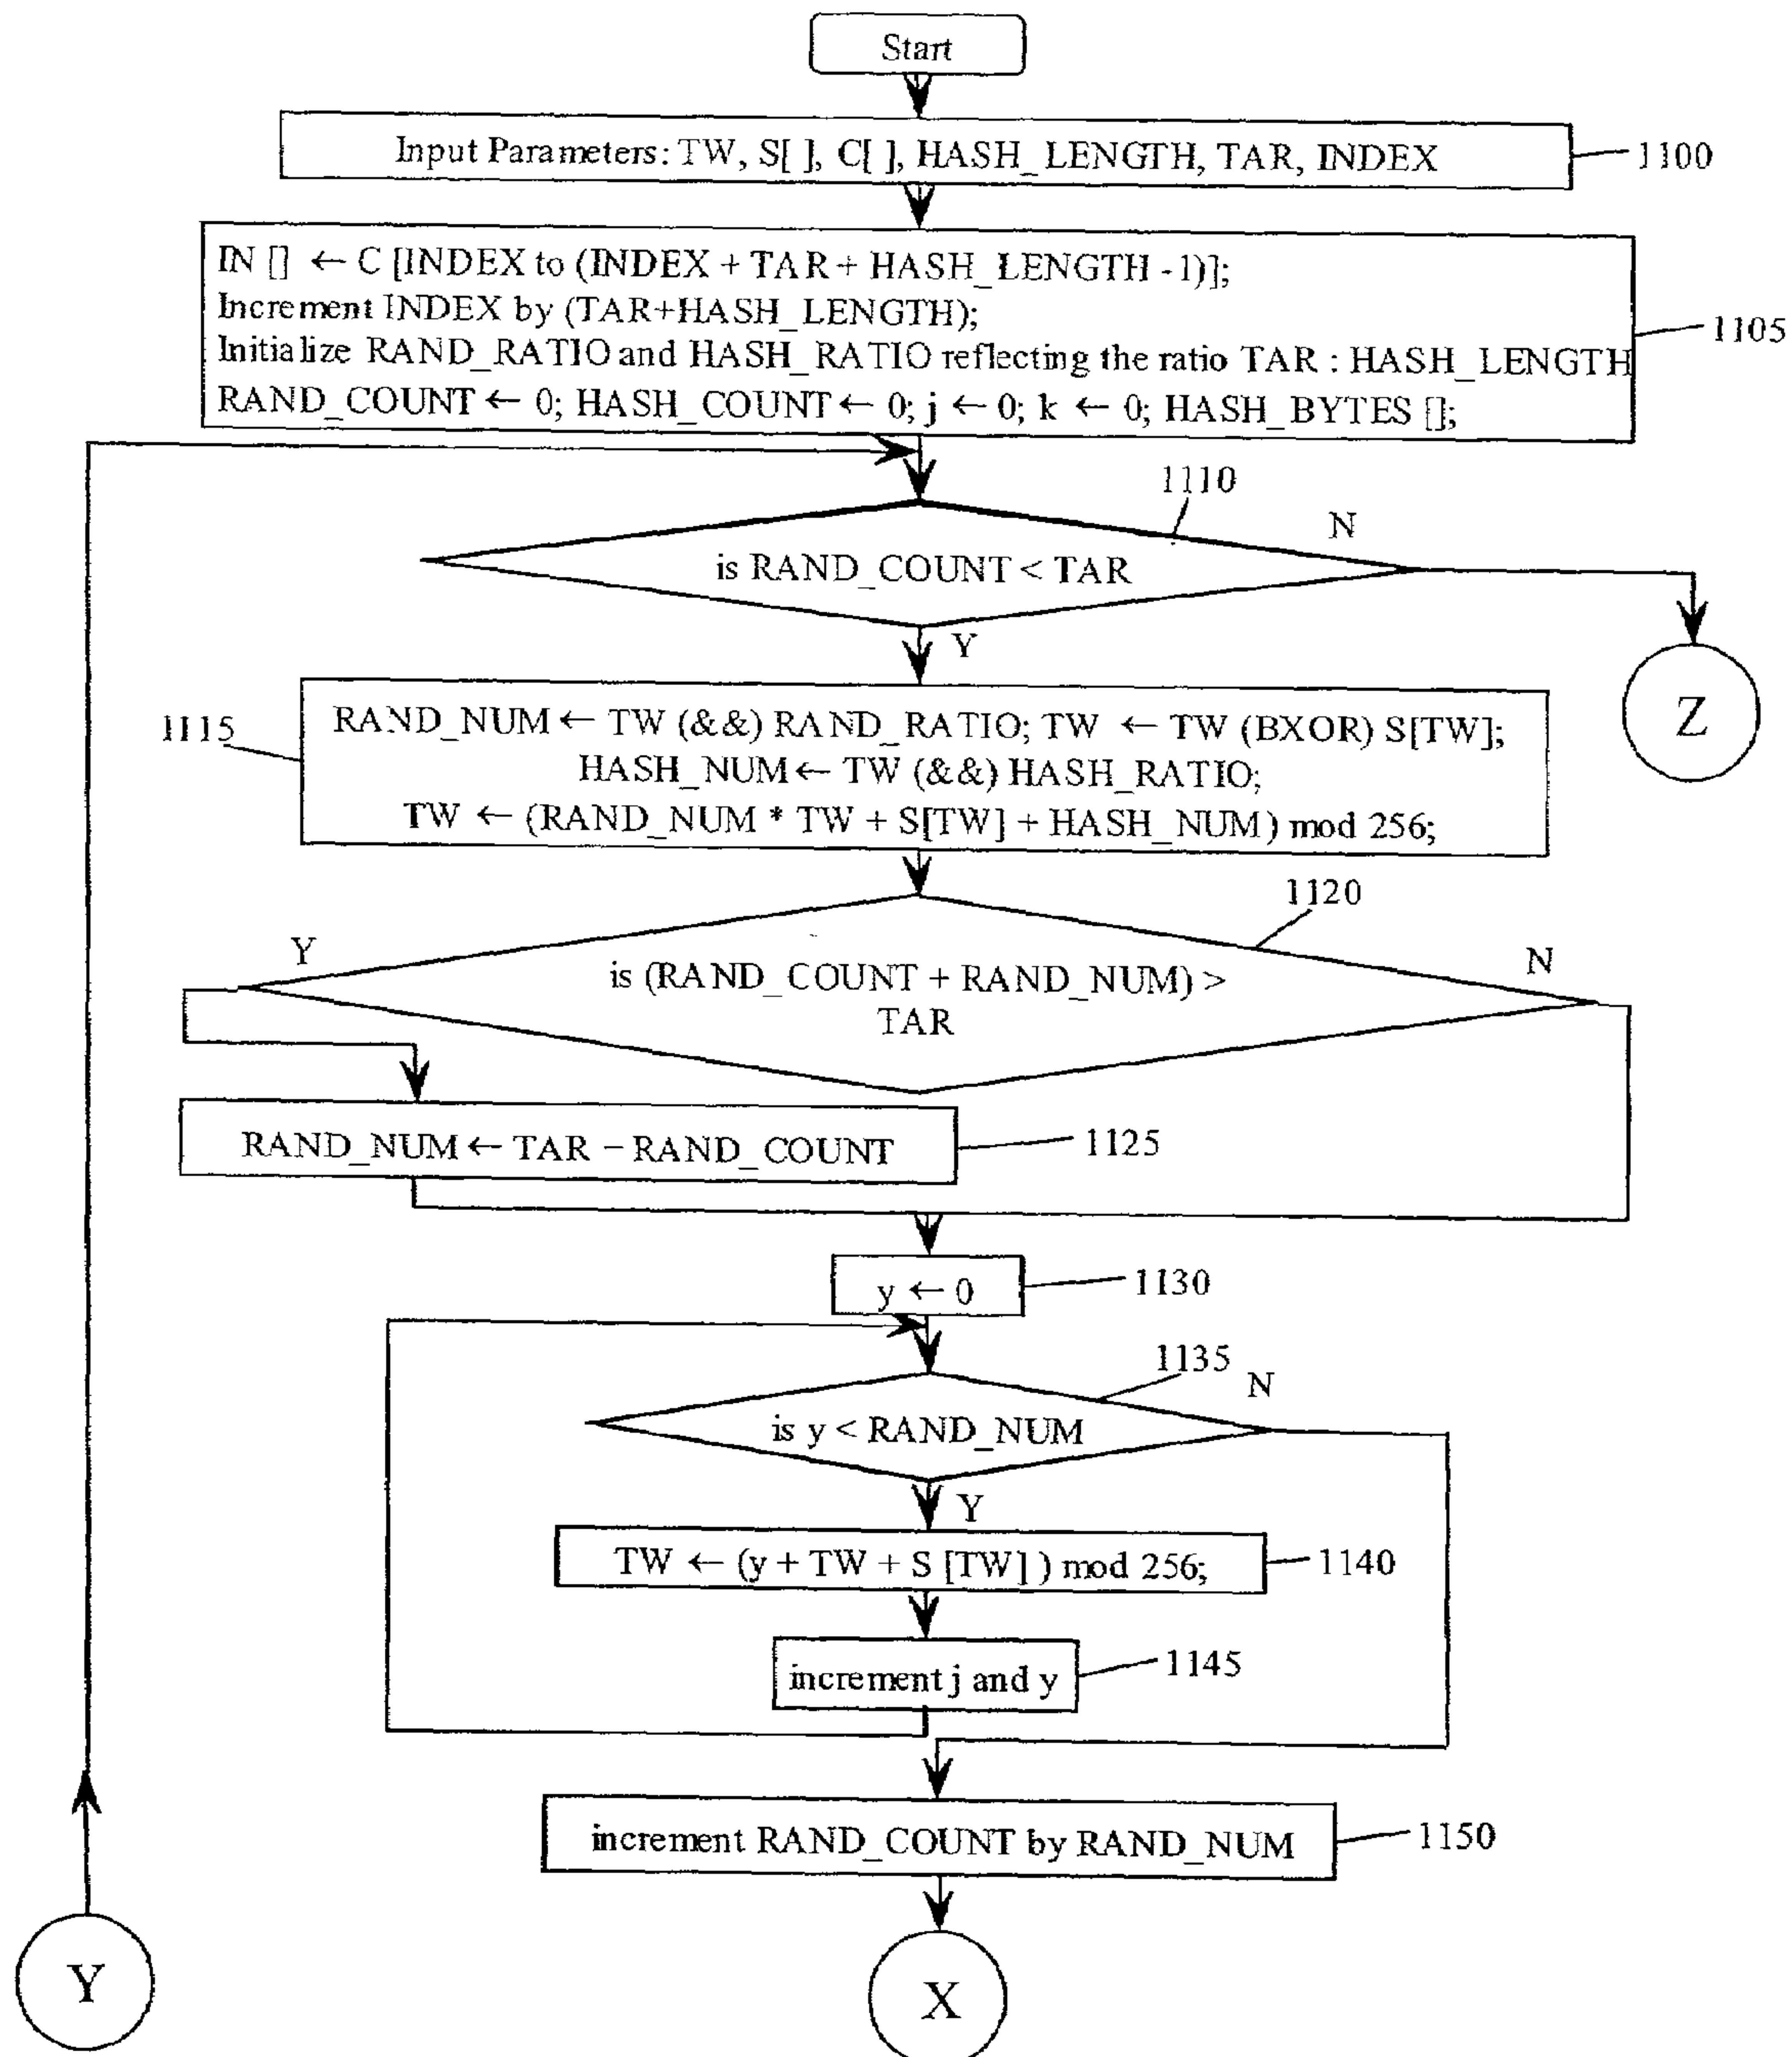 Start
Input Parameters: TW, S[ ], C[ ], HASH_LENGTH, TAR, INDEX
1100
IN [] ← C [INDEX to (INDEX + TAR + HASH_LENGTH -1)];
Increment INDEX by (TAR+HASH_LENGTH);
Initialize RAND_RATIO and HASH_RATIO reflecting the ratio TAR : HASH_LENGTH
RAND_COUNT ← 0; HASH_COUNT ← 0; j ← 0; k ← 0; HASH_BYTES [];
1105
1110
N
is RAND_COUNT < TAR
Y
Z
1115
RAND_NUM ← TW (&&) RAND_RATIO; TW ← TW (BXOR) S[TW];
HASH_NUM ← TW (&&) HASH_RATIO;
TW ← (RAND_NUM * TW + S[TW] + HASH_NUM) mod 256;
1120
Y
N
is (RAND_COUNT + RAND_NUM) >
TAR
RAND_NUM ← TAR – RAND_COUNT
1125
y ← 0
1130
1135
N
is y < RAND_NUM
Y
TW ← (y + TW + S [TW] ) mod 256;
1140
increment j and y
1145
increment RAND_COUNT by RAND_NUM
1150
Y
X